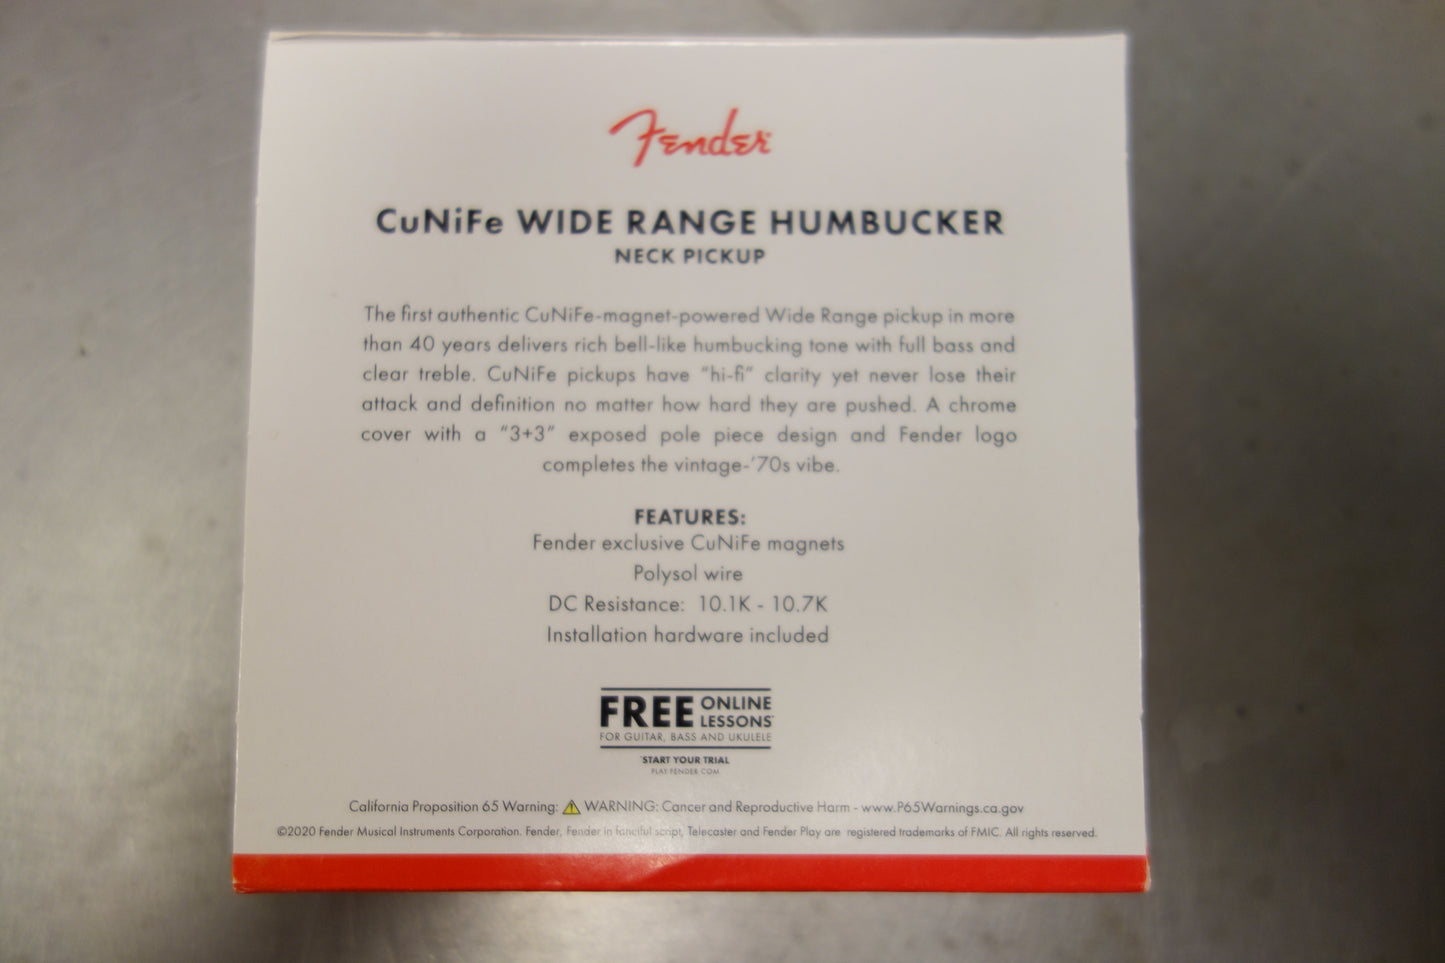 Fender
CuNiFe WIDE RANGE HUMBUCKER
NECK PICKUP
The first authentic CuNiFe-magnet-powered Wide Range pickup in more
than 40 years delivers rich bell-like humbucking tone with full bass and
clear treble. CuNiFe pickups have “hi-fi” clarity yet never lose their
attack and definition no matter how hard they are pushed. A chrome
cover with a “3+3” exposed pole piece design and Fender logo
completes the vintage-’70s vibe.
FEATURES:
Fender exclusive CuNiFe magnets
Polysol wire
DC Resistance: 10.1K - 10.7K
Installation hardware included
FREE ONLINE
LESSONS*
FOR GUITAR, BASS AND UKULELE
*START YOUR TRIAL
PLAY.FENDER.COM
California Proposition 65 Warning: ⚠ WARNING: Cancer and Reproductive Harm - www.P65Warnings.ca.gov
©2020 Fender Musical Instruments Corporation. Fender, Fender in fanciful script, Telecaster and Fender Play are registered trademarks of FMIC. All rights reserved.